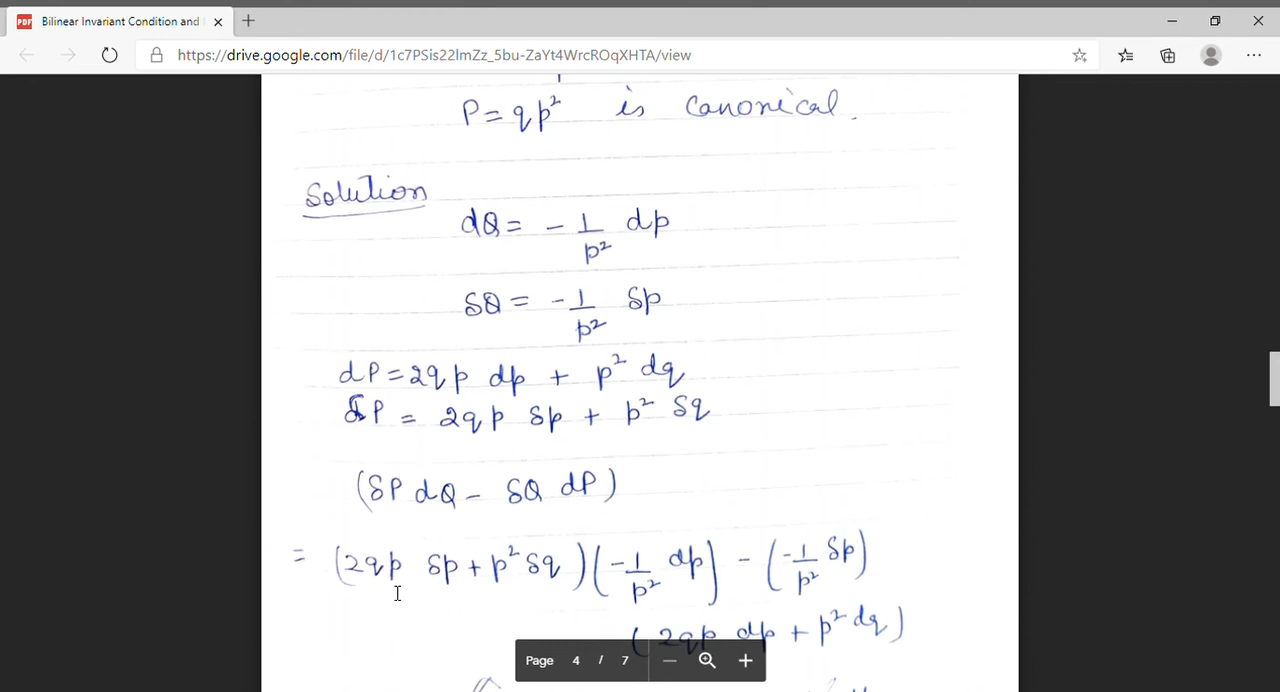 Bilinear Invariant Condition and
https://drive.google.com/file/d/1c7PSis22lmZz_5bu-ZaYt4WrcROqXHTA/view
P = qp² is canonical.
Solution
dQ = - 1/p² dp
δQ = - 1/p² δp
dP = 2qp dp + p² dq
δP = 2qp δp + p² δq
(δP dQ - δQ dP)
= (2qp δp + p² δq)(-1/p² dp) - (-1/p² δp)
(2qp dp + p² dq)
Page 4 / 7